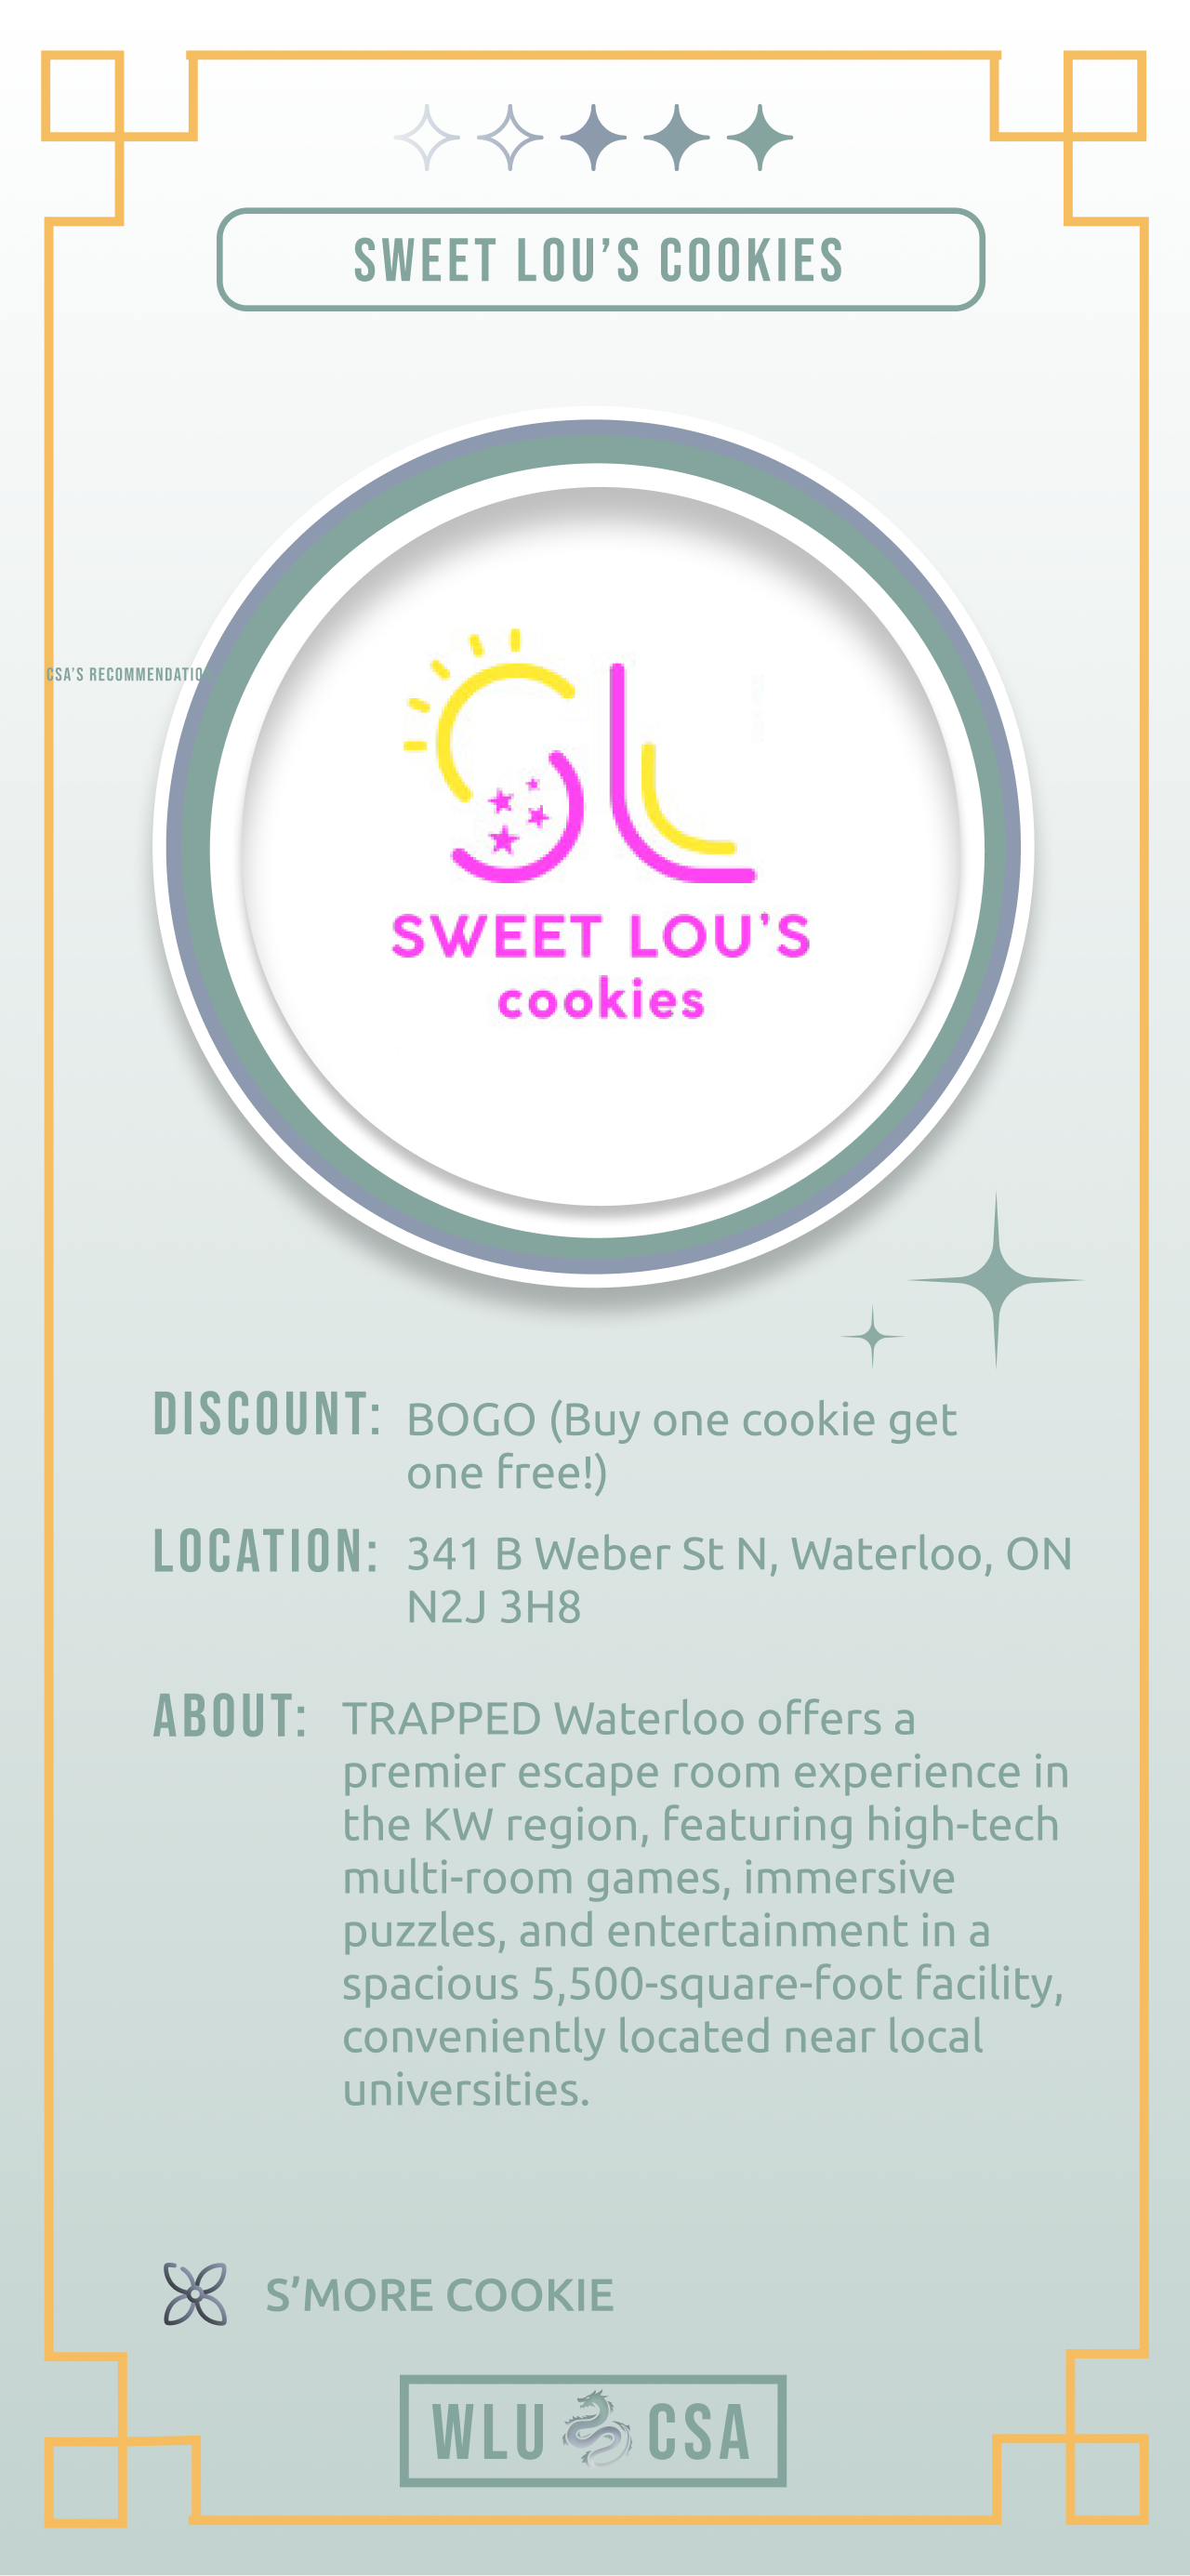 SWEET LOU'S COOKIES
CSA'S RECOMMENDATIO
SL
SWEET LOU'S
cookies
DISCOUNT: BOGO (Buy one cookie get
one free!)
LOCATION: 341 B Weber St N, Waterloo, ON
N2J 3H8
ABOUT: TRAPPED Waterloo offers a
premier escape room experience in
the KW region, featuring high-tech
multi-room games, immersive
puzzles, and entertainment in a
spacious 5,500-square-foot facility,
conveniently located near local
universities.
S'MORE COOKIE
WLU CSA